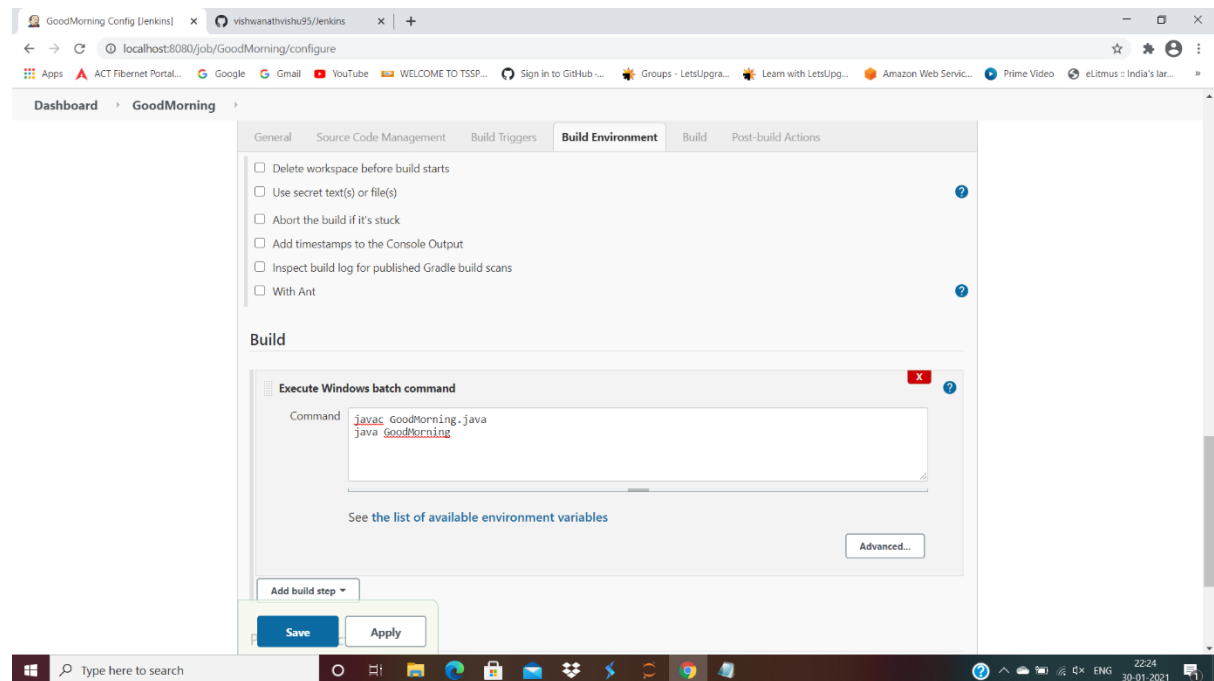 GoodMorning Config [Jenkins]
vishwanathvishu95/Jenkins
localhost:8080/job/GoodMorning/configure
Apps ACT Fibernet Portal... Google Gmail YouTube WELCOME TO TSSP... Sign in to GitHub -... Groups - LetsUpgra... Learn with LetsUpg... Amazon Web Servic... Prime Video eLitmus :: India's lar... »
Dashboard GoodMorning
General Source Code Management Build Triggers Build Environment Build Post-build Actions
Delete workspace before build starts
Use secret text(s) or file(s)
Abort the build if it's stuck
Add timestamps to the Console Output
Inspect build log for published Gradle build scans
With Ant
Build
Execute Windows batch command
X
Command
javac GoodMorning.java
java GoodMorning
See the list of available environment variables
Advanced...
Add build step
Save Apply
Type here to search
ENG
22:24
30-01-2021